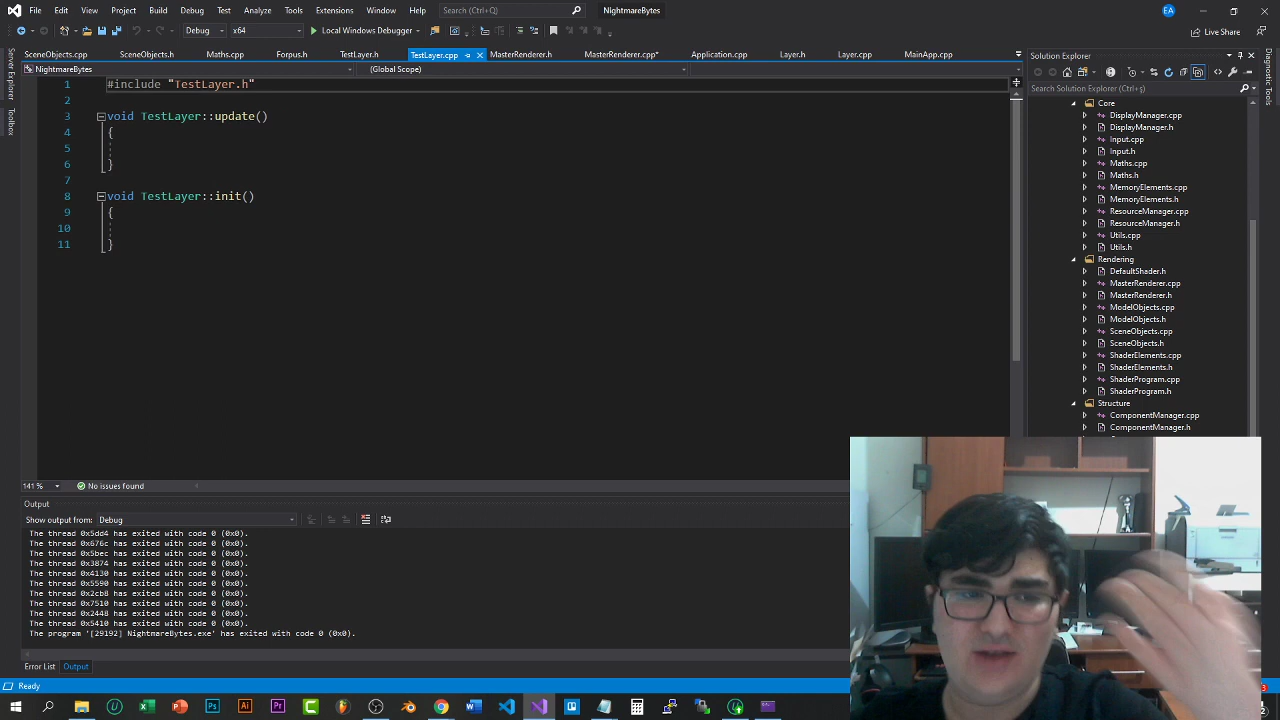 File Edit View Project Build Debug Test Analyze Tools Extensions Window Help Search (Ctrl+Q) NightmareBytes EA
Debug x64 Local Windows Debugger Live Share
SceneObjects.cpp SceneObjects.h Maths.cpp Forpus.h TestLayer.h TestLayer.cpp MasterRenderer.h MasterRenderer.cpp* Application.cpp Layer.h Layer.cpp MainApp.cpp
NightmareBytes (Global Scope)
Server Explorer
Toolbox
1 #include "TestLayer.h"
2
3 void TestLayer::update()
4 {
5
6 }
7
8 void TestLayer::init()
9 {
10
11 }
141 % No issues found
Output
Show output from: Debug
The thread 0x5dd4 has exited with code 0 (0x0).
The thread 0x676c has exited with code 0 (0x0).
The thread 0x5bec has exited with code 0 (0x0).
The thread 0x3874 has exited with code 0 (0x0).
The thread 0x4130 has exited with code 0 (0x0).
The thread 0x5590 has exited with code 0 (0x0).
The thread 0x2cb8 has exited with code 0 (0x0).
The thread 0x7510 has exited with code 0 (0x0).
The thread 0x2448 has exited with code 0 (0x0).
The thread 0x5410 has exited with code 0 (0x0).
The program '[29192] NightmareBytes.exe' has exited with code 0 (0x0).
Error List Output
Ready
Solution Explorer
Search Solution Explorer (Ctrl+ş)
Core
DisplayManager.cpp
DisplayManager.h
Input.cpp
Input.h
Maths.cpp
Maths.h
MemoryElements.cpp
MemoryElements.h
ResourceManager.cpp
ResourceManager.h
Utils.cpp
Utils.h
Rendering
DefaultShader.h
MasterRenderer.cpp
MasterRenderer.h
ModelObjects.cpp
ModelObjects.h
SceneObjects.cpp
SceneObjects.h
ShaderElements.cpp
ShaderElements.h
ShaderProgram.cpp
ShaderProgram.h
Structure
ComponentManager.cpp
ComponentManager.h
Diagnostic Tools